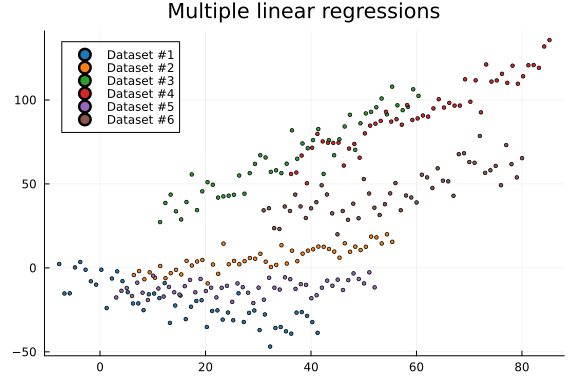 Multiple linear regressions
Dataset #1
Dataset #2
Dataset #3
Dataset #4
Dataset #5
Dataset #6
100
50
0
−50
0 20 40 60 80